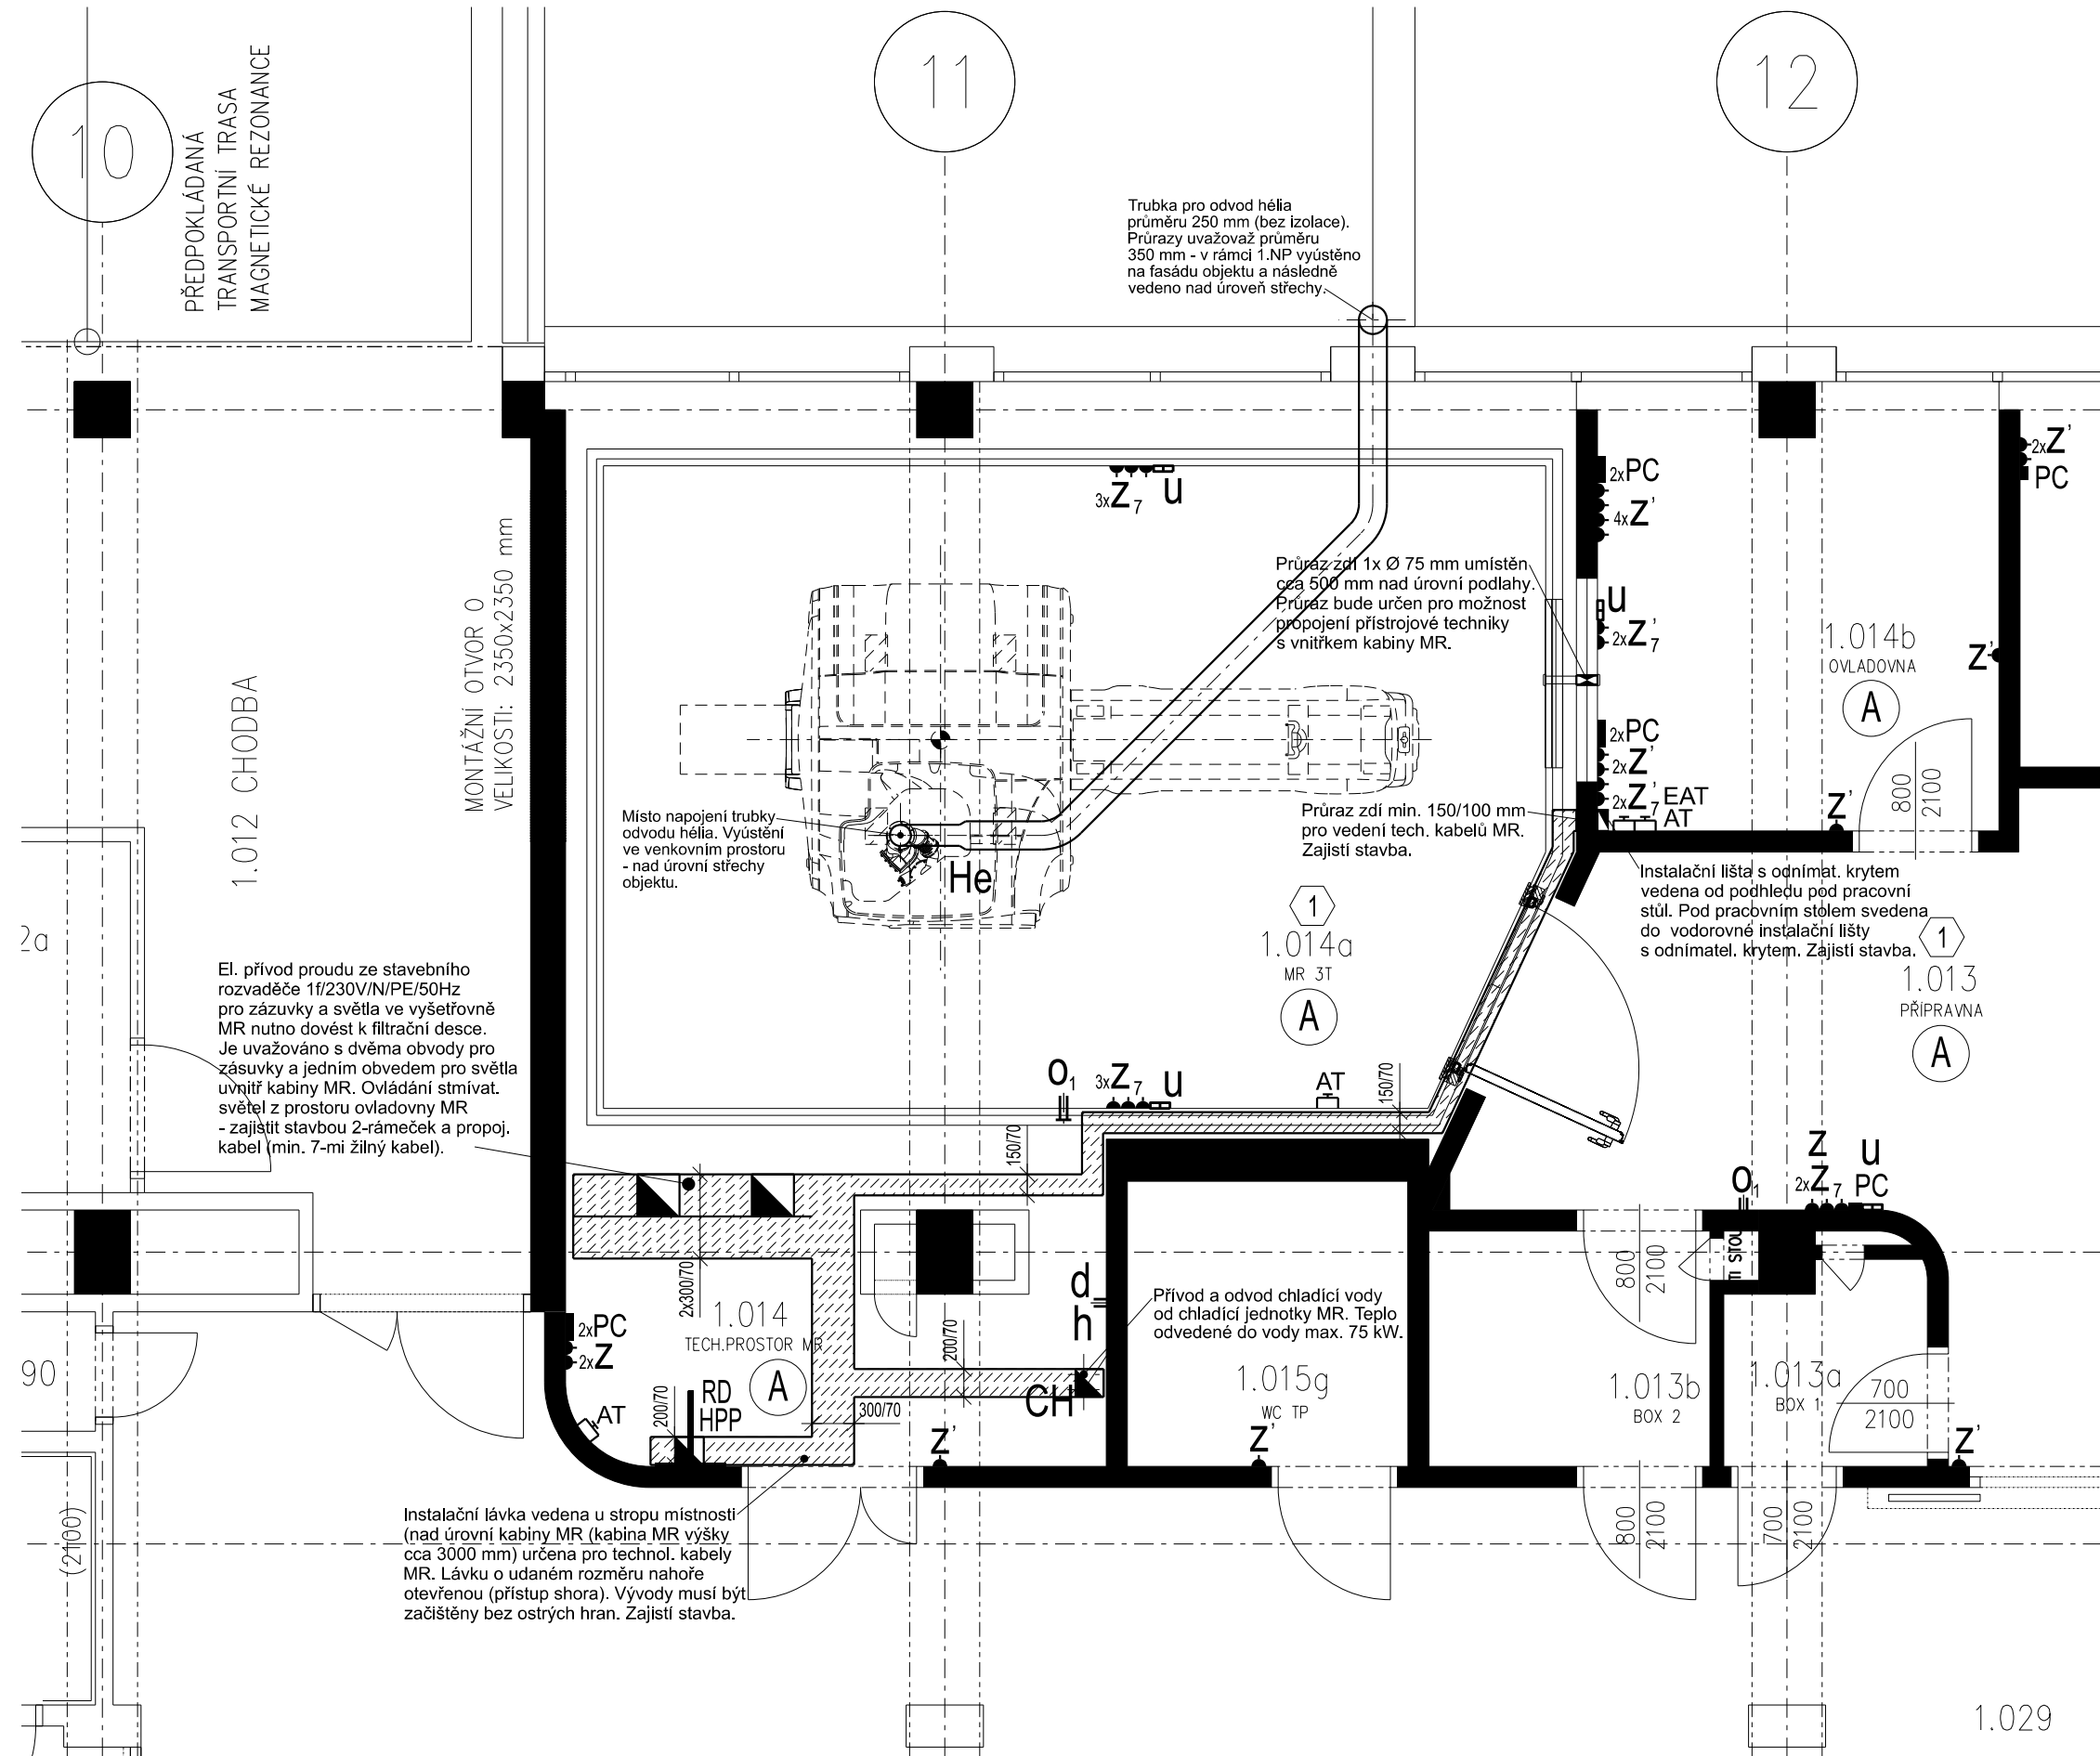 10
11
12
PŘEDPOKLÁDANÁ
TRANSPORTNÍ TRASA
MAGNETICKÉ REZONANCE
Trubka pro odvod hélia
průměru 250 mm (bez izolace).
Průrazy uvažovaž průměru
350 mm - v rámci 1.NP vyústěno
na fasádu objektu a následně
vedeno nad úroveň střechy.
3xZ7 u
2xPC
4xZ'
2xZ'
PC
MONTÁŽNÍ OTVOR O
VELIKOSTI: 2350x2350 mm
1.012 CHODBA
Průraz zdí 1x Ø 75 mm umístěn
cca 500 mm nad úrovní podlahy.
Průraz bude určen pro možnost
propojení přístrojové techniky
s vnitřkem kabiny MR.
u
2xZ'7
1.014b
OVLADOVNA
A
Z'
2xPC
2xZ'
2xZ'7 EAT
AT
Z'
800
2100
Místo napojení trubky
odvodu hélia. Vyústění
ve venkovním prostoru
- nad úrovní střechy
objektu.
He
Průraz zdí min. 150/100 mm
pro vedení tech. kabelů MR.
Zajistí stavba.
Instalační lišta s odnímat. krytem
vedena od podhledu pod pracovní
stůl. Pod pracovním stolem svedena
do vodorovné instalační lišty
s odnímatel. krytem. Zajistí stavba.
1
1.014a
MR 3T
A
1
1.013
PŘÍPRAVNA
A
2a
El. přívod proudu ze stavebního
rozvaděče 1f/230V/N/PE/50Hz
pro zázuvky a světla ve vyšetřovně
MR nutno dovést k filtrační desce.
Je uvažováno s dvěma obvody pro
zásuvky a jedním obvedem pro světla
uvnitř kabiny MR. Ovládání stmívat.
světel z prostoru ovladovny MR
- zajistit stavbou 2-rámeček a propoj.
kabel (min. 7-mi žilný kabel).
o1 3xZ7 u
AT
150/70
150/70
z
2xZ7
u
PC
o1
TI STOU
2x300/70
1.014
TECH.PROSTOR MR
A
200/70
d
h
CH
Přívod a odvod chladící vody
od chladící jednotky MR. Teplo
odvedené do vody max. 75 kW.
800
2100
2xPC
2xZ
AT
200/70
RD
HPP
300/70
Z'
1.015g
WC TP
Z'
1.013b
BOX 2
1.013a
BOX 1
700
2100
Z'
90
(2100)
Instalační lávka vedena u stropu místnosti
(nad úrovní kabiny MR (kabina MR výšky
cca 3000 mm) určena pro technol. kabely
MR. Lávku o udaném rozměru nahoře
otevřenou (přístup shora). Vývody musí být
začištěny bez ostrých hran. Zajistí stavba.
800
2100
700
2100
1.029